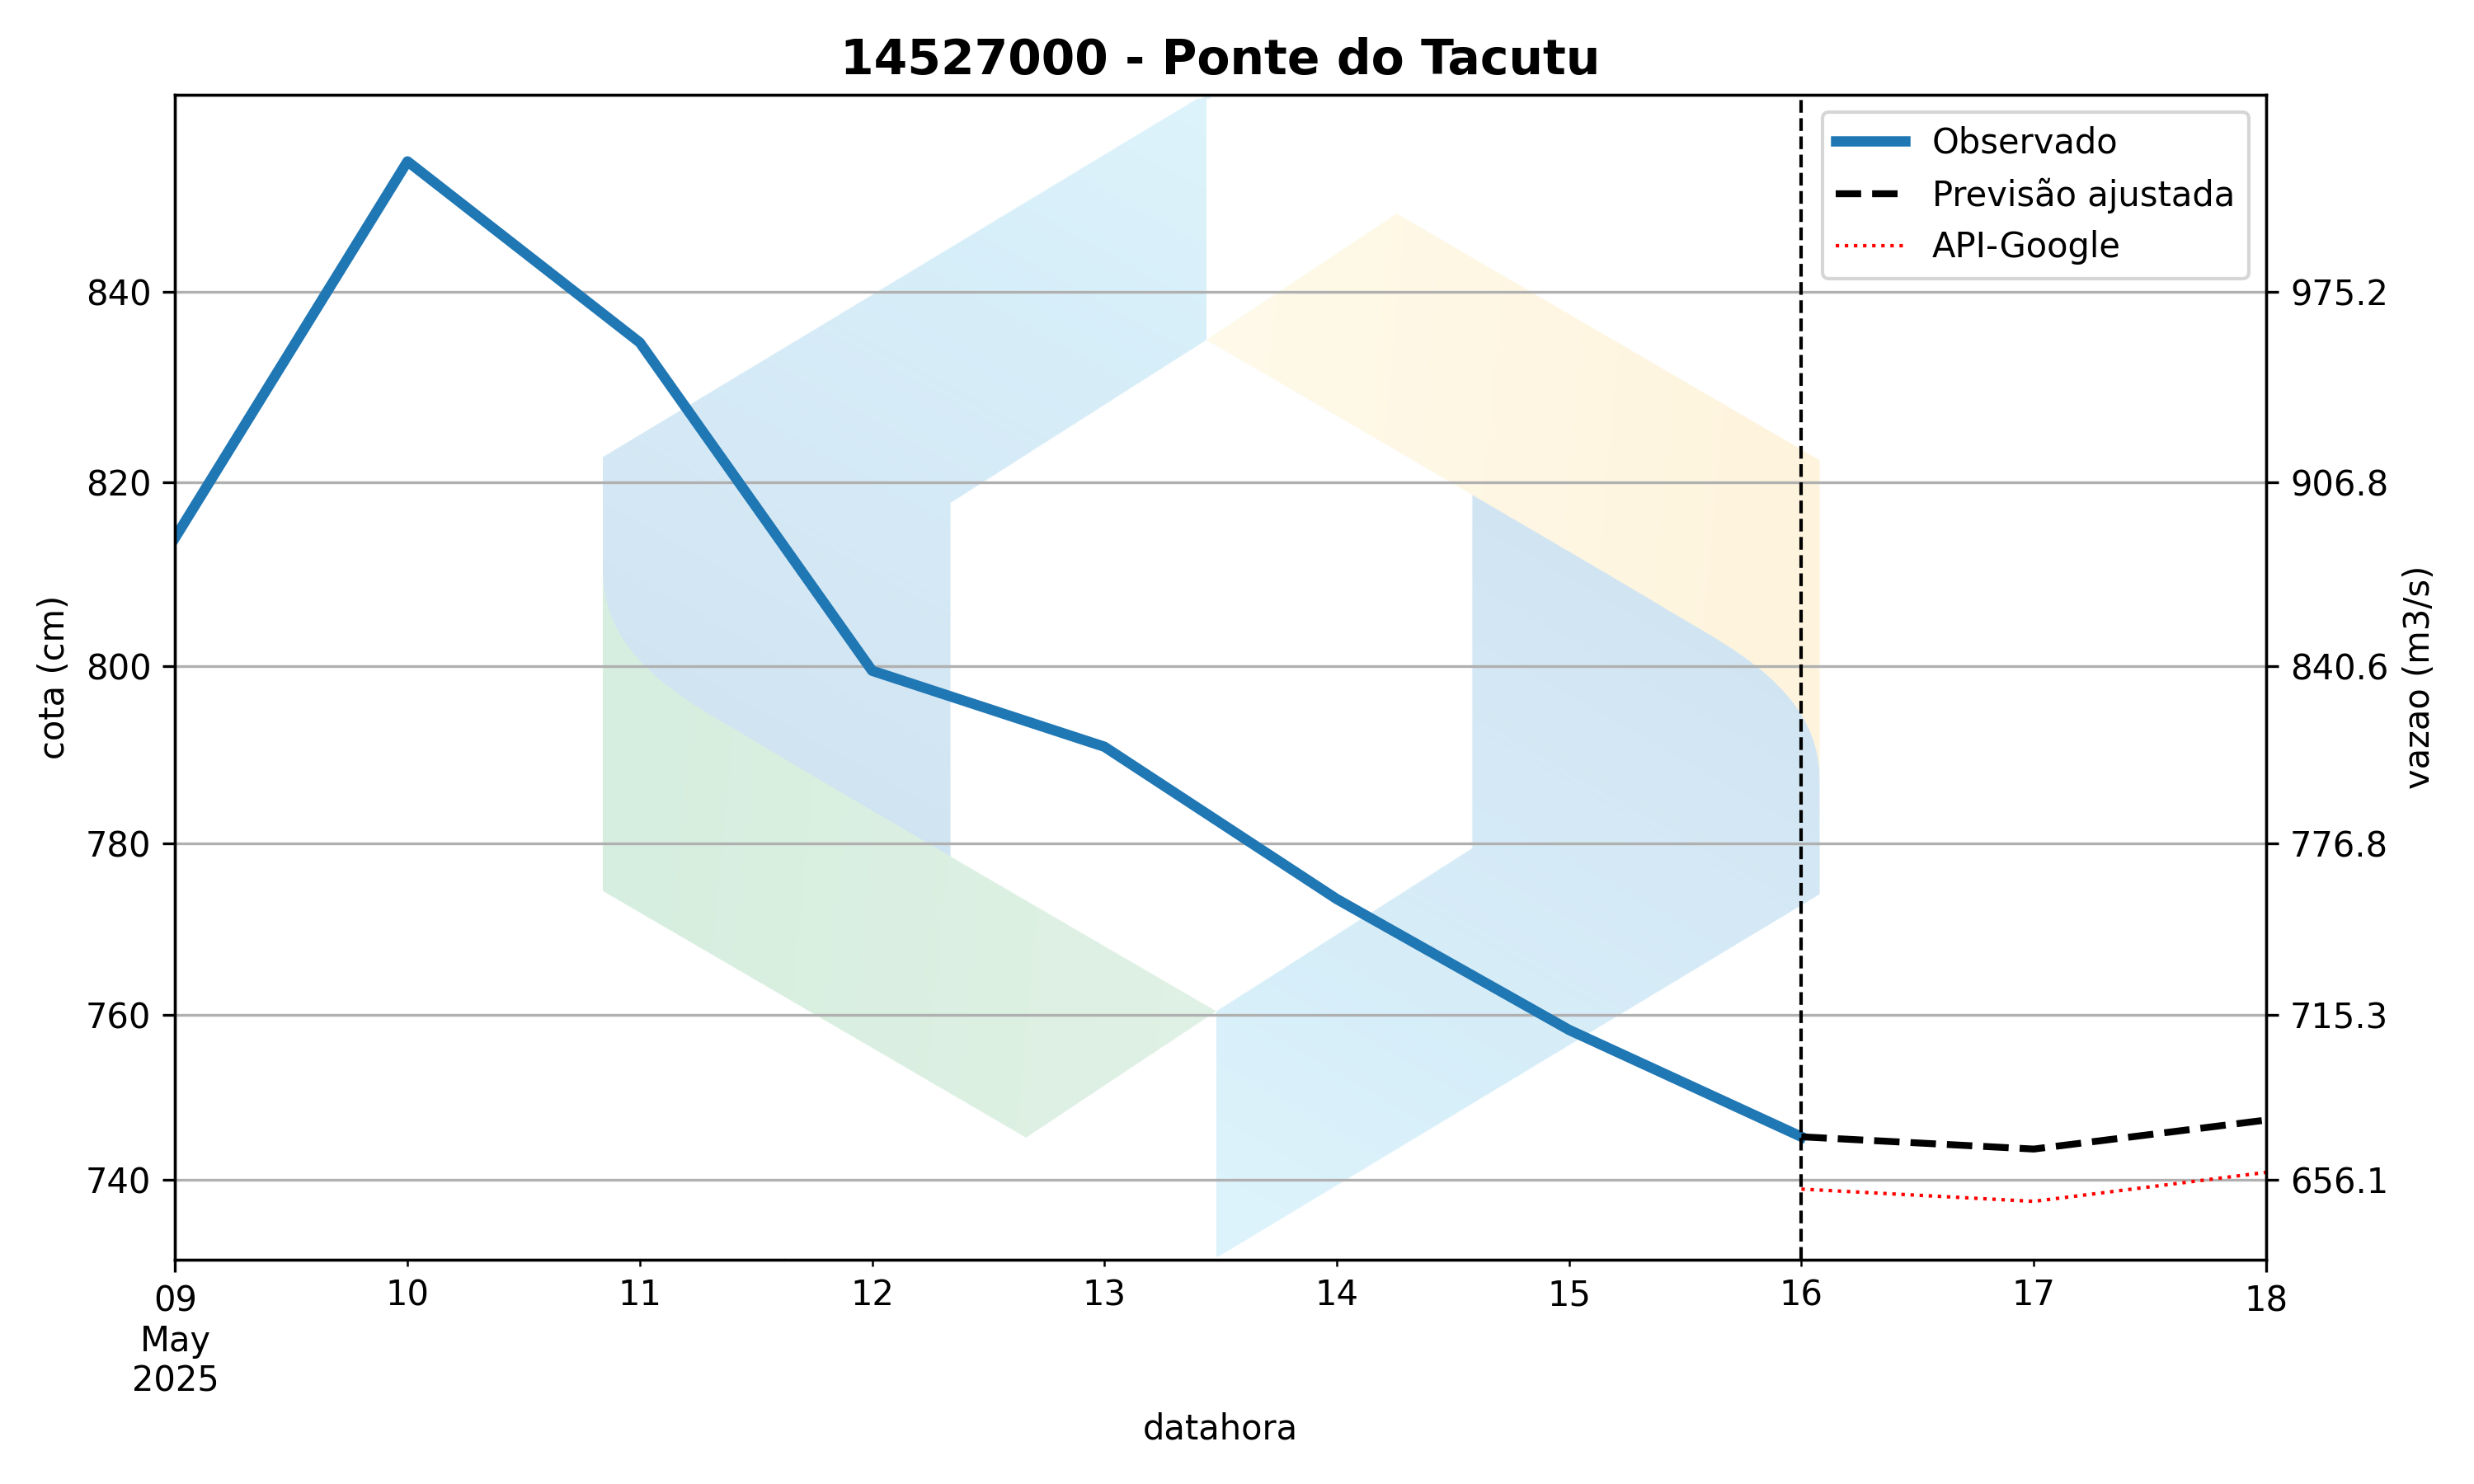 14527000 - Ponte do Tacutu
Observado
Previsão ajustada
API-Google
840
820
800
780
760
740
cota (cm)
975.2
906.8
840.6
776.8
715.3
656.1
vazao (m3/s)
09
May
2025
10
11
12
13
14
15
16
17
18
datahora